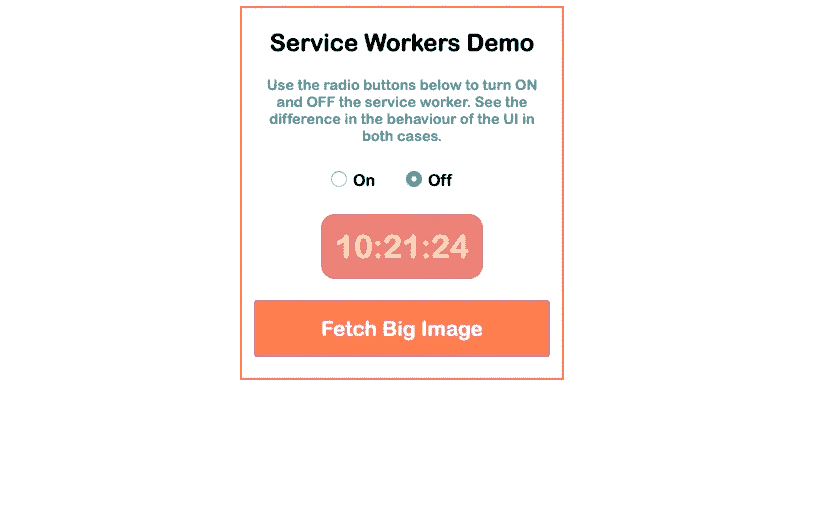 Service Workers Demo
Use the radio buttons below to turn ON
and OFF the service worker. See the
difference in the behaviour of the UI in
both cases.
On Off
10:21:24
Fetch Big Image